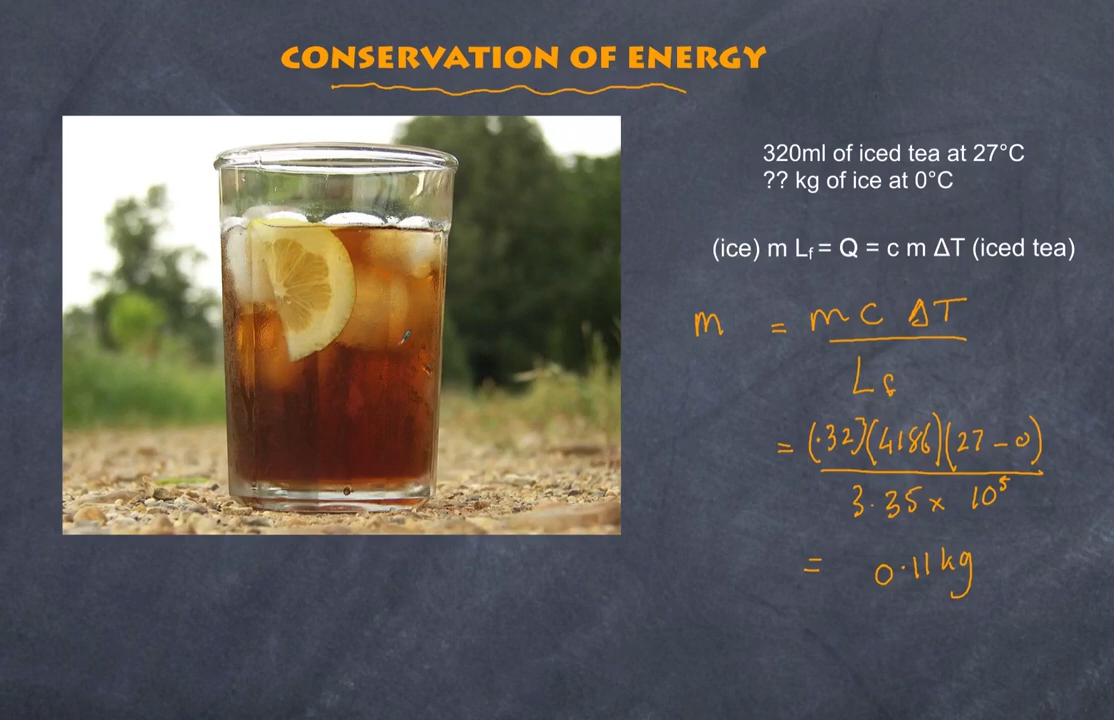 CONSERVATION OF ENERGY
320ml of iced tea at 27°C
?? kg of ice at 0°C
(ice) m Lf = Q = c m ΔT (iced tea)
m = m c ΔT
Lf
= (.32)(4186)(27 - 0)
3.35 x 10⁵
= 0.11 kg